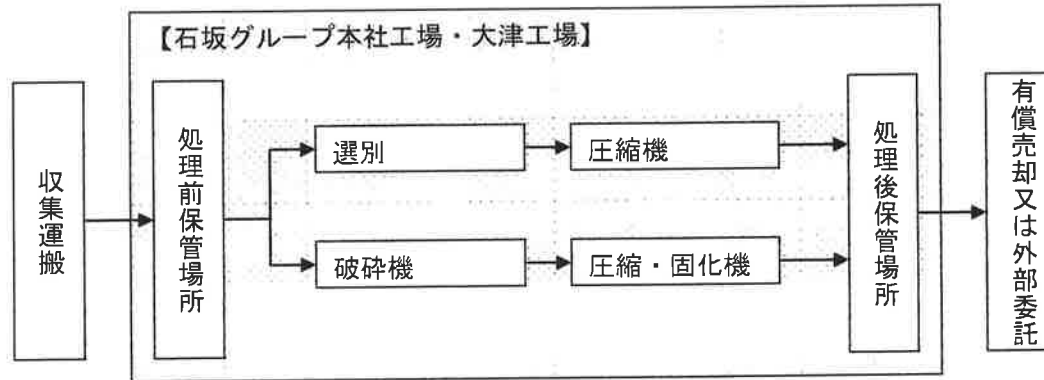 【石坂グループ本社工場・大津工場】
収集運搬
処理前保管場所
選別
圧縮機
破砕機
圧縮・固化機
処理後保管場所
有償売却又は外部委託